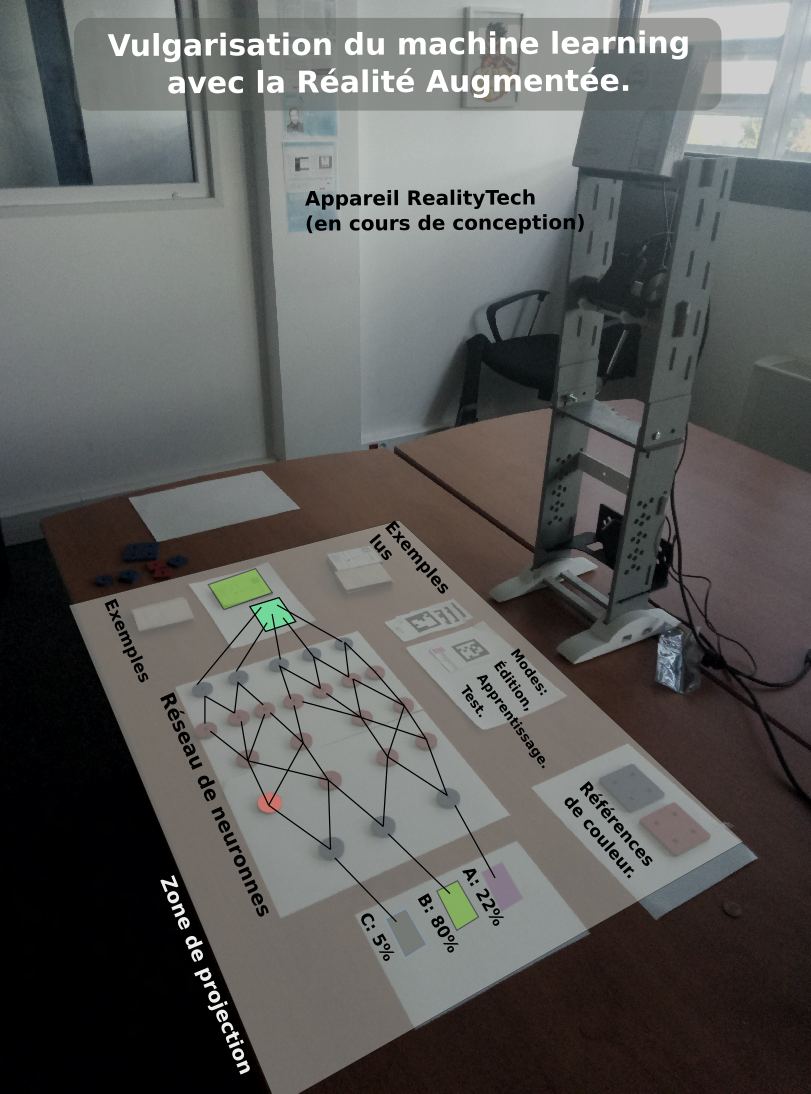 Vulgarisation du machine learning
avec la Réalité Augmentée.
Appareil RealityTech
(en cours de conception)
Exemples
lus
Exemples
Modes:
Édition,
Apprentissage.
Test.
Réseau de neuronnes
Références
de couleur.
A: 22%
B: 80%
C: 5%
Zone de projection